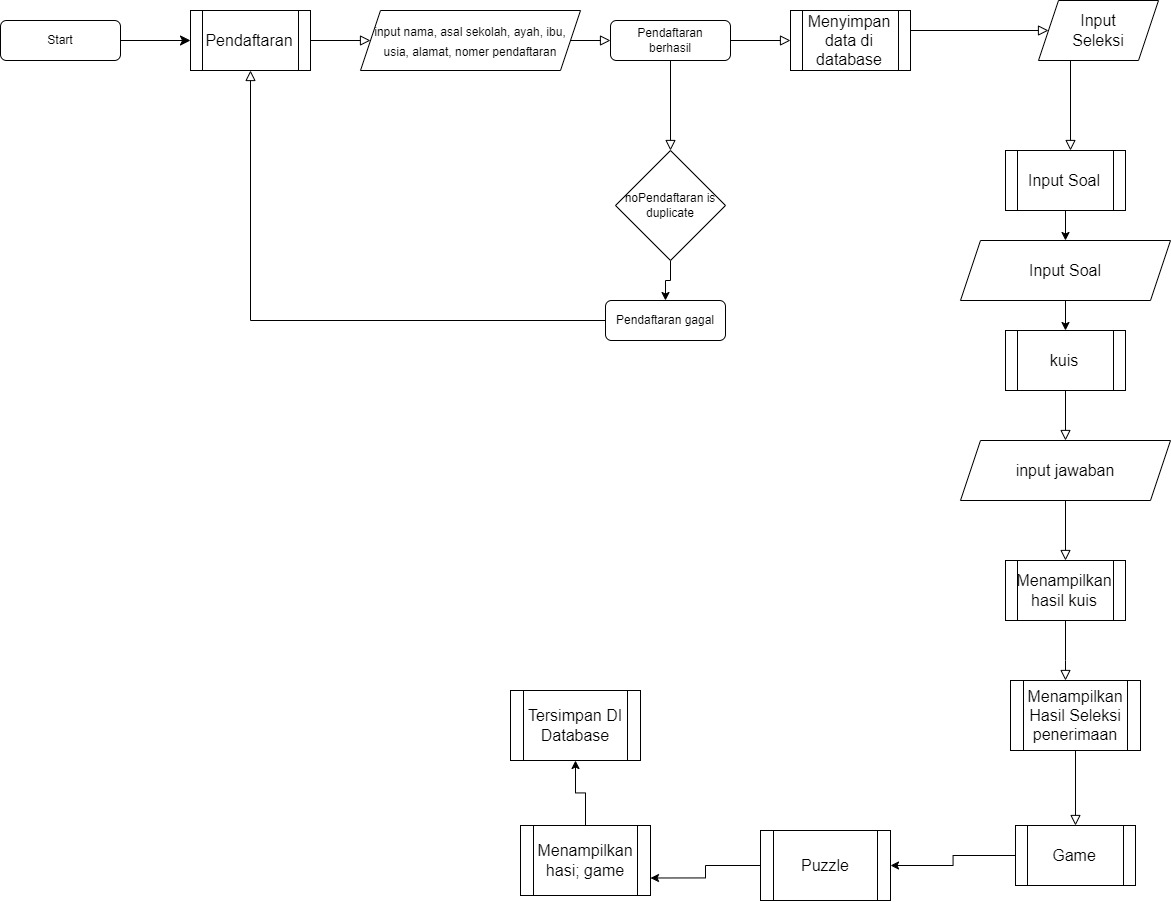 Start
Pendaftaran
input nama, asal sekolah, ayah, ibu,
usia, alamat, nomer pendaftaran
Pendaftaran
berhasil
Menyimpan
data di
database
Input
Seleksi
noPendaftaran is
duplicate
Pendaftaran gagal
Input Soal
Input Soal
kuis
input jawaban
Menampilkan
hasil kuis
Menampilkan
Hasil Seleksi
penerimaan
Game
Puzzle
Menampilkan
hasi; game
Tersimpan DI
Database